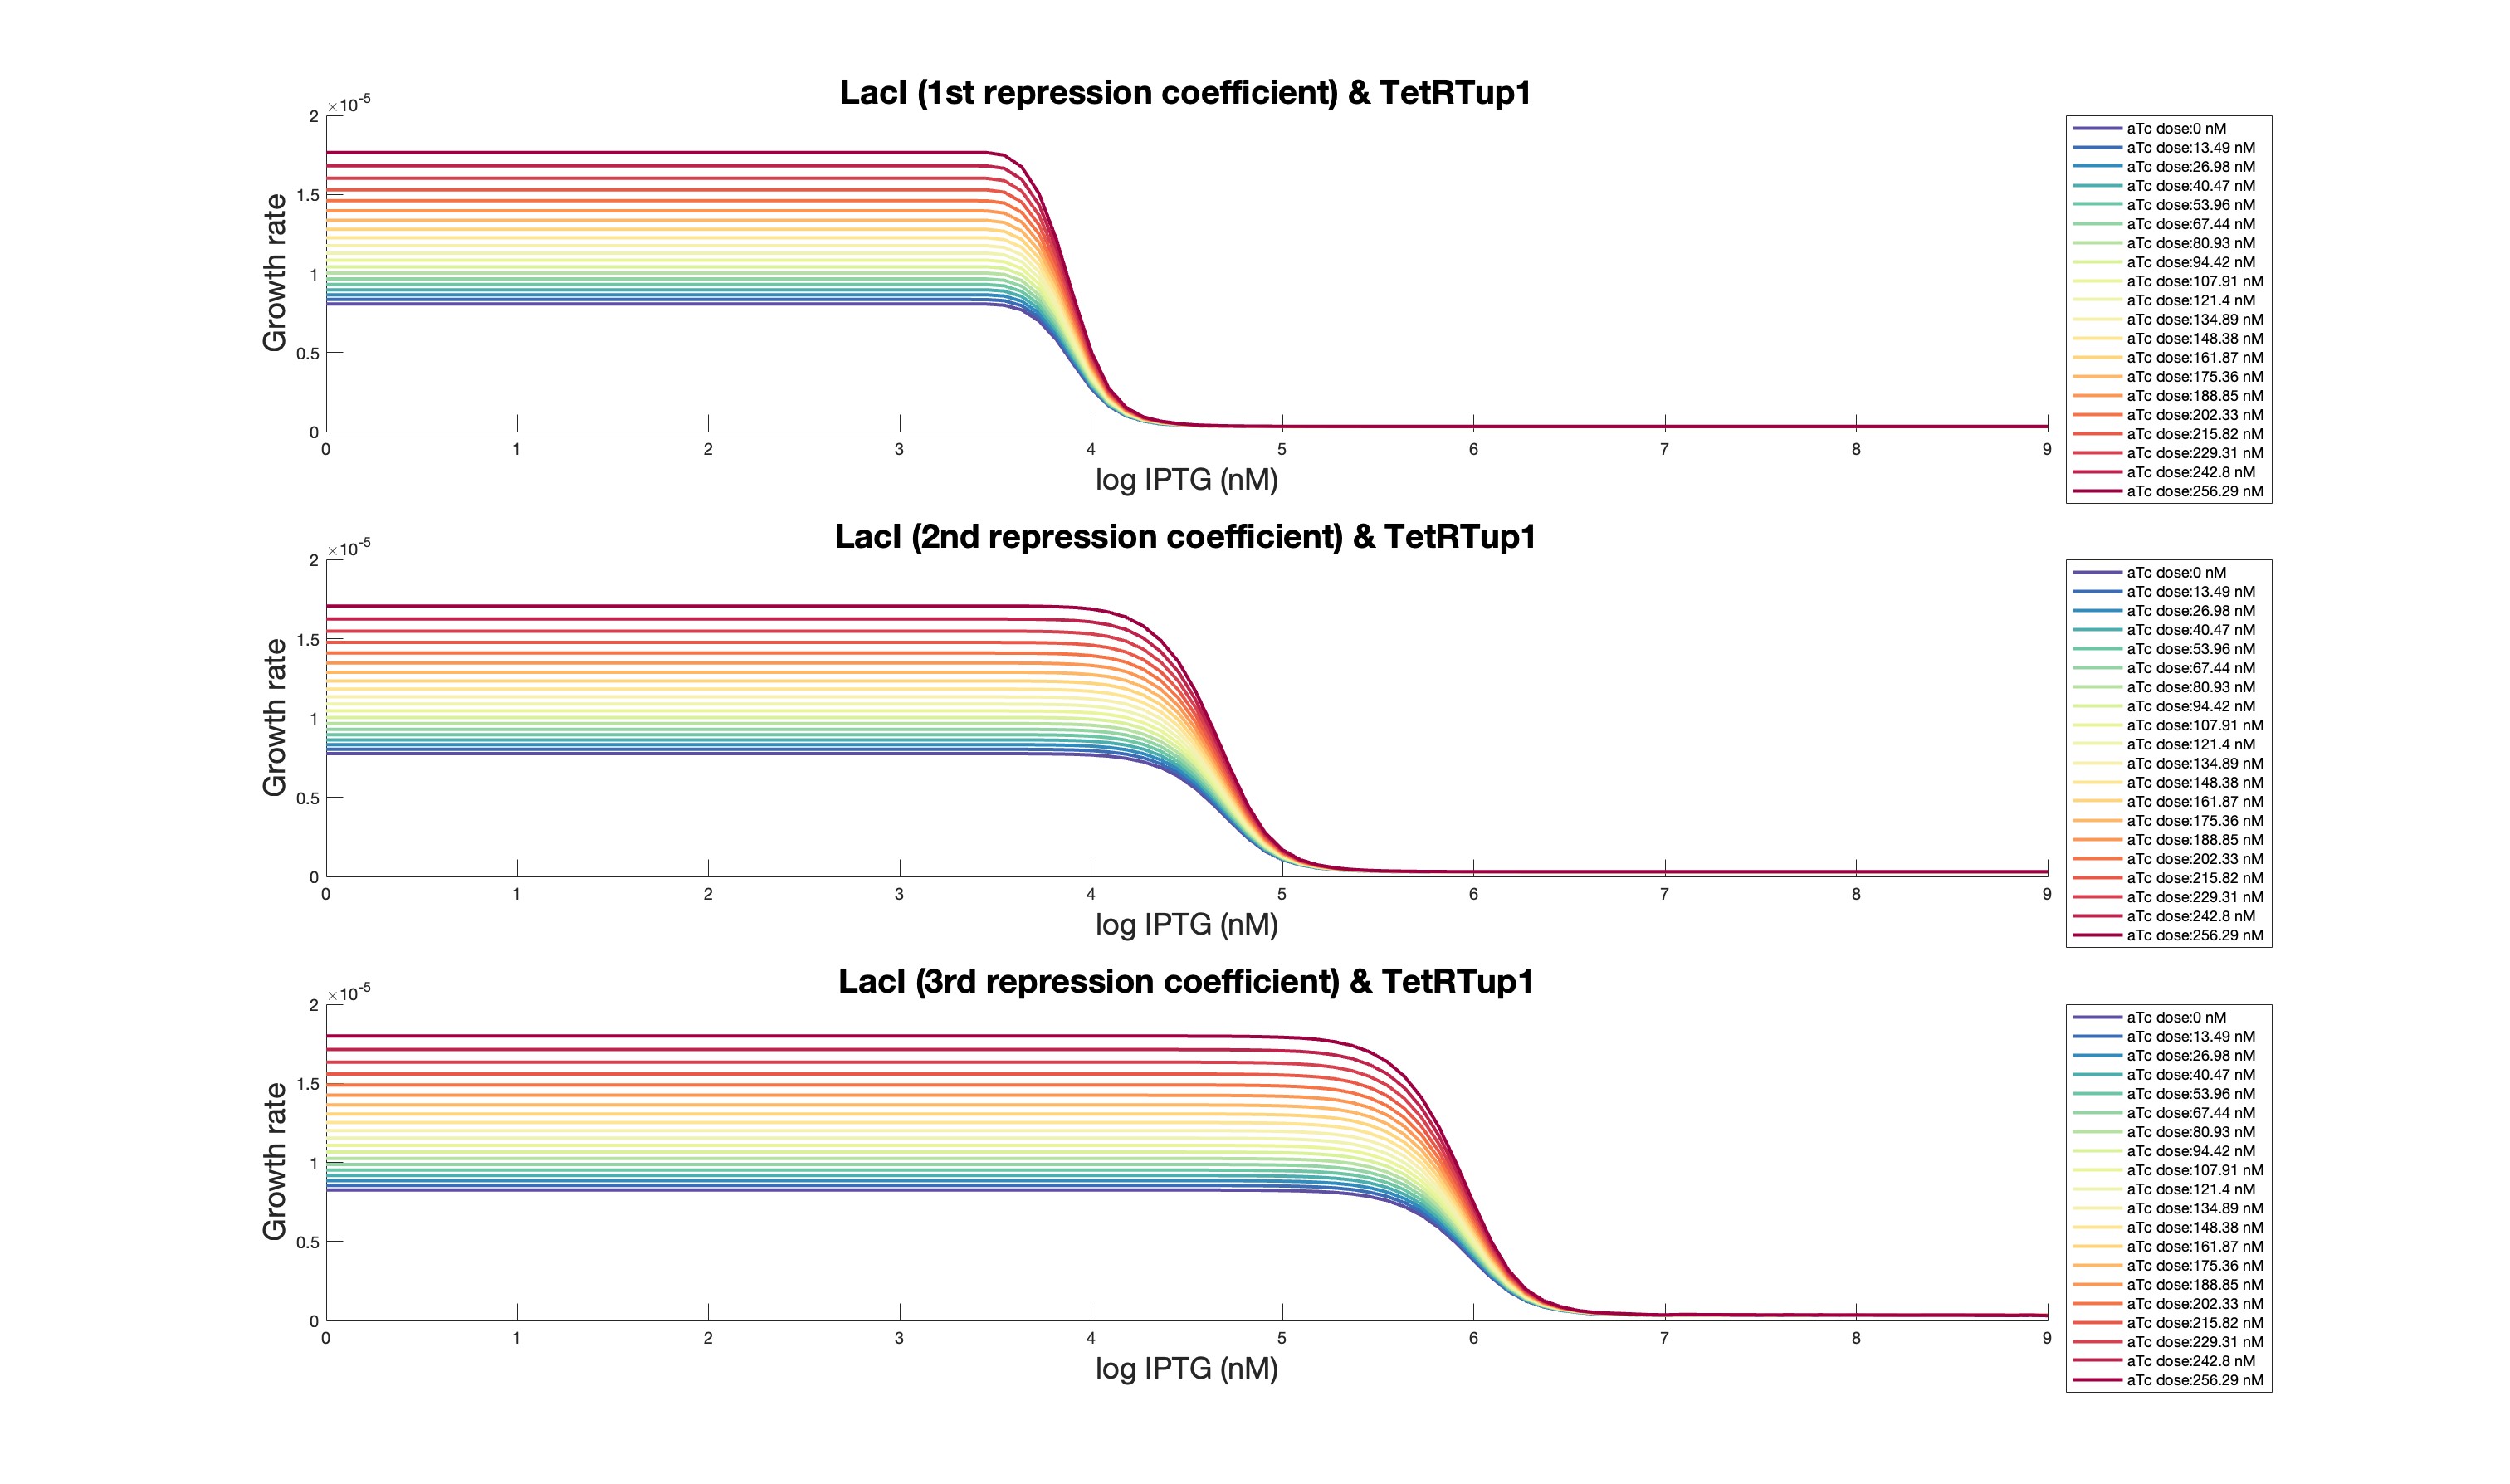 LacI (1st repression coefficient) & TetRTup1
×10-5
2
1.5
1
0.5
0
Growth rate
0 1 2 3 4 5 6 7 8 9
log IPTG (nM)
aTc dose:0 nM
aTc dose:13.49 nM
aTc dose:26.98 nM
aTc dose:40.47 nM
aTc dose:53.96 nM
aTc dose:67.44 nM
aTc dose:80.93 nM
aTc dose:94.42 nM
aTc dose:107.91 nM
aTc dose:121.4 nM
aTc dose:134.89 nM
aTc dose:148.38 nM
aTc dose:161.87 nM
aTc dose:175.36 nM
aTc dose:188.85 nM
aTc dose:202.33 nM
aTc dose:215.82 nM
aTc dose:229.31 nM
aTc dose:242.8 nM
aTc dose:256.29 nM
LacI (2nd repression coefficient) & TetRTup1
×10-5
2
1.5
1
0.5
0
Growth rate
0 1 2 3 4 5 6 7 8 9
log IPTG (nM)
aTc dose:0 nM
aTc dose:13.49 nM
aTc dose:26.98 nM
aTc dose:40.47 nM
aTc dose:53.96 nM
aTc dose:67.44 nM
aTc dose:80.93 nM
aTc dose:94.42 nM
aTc dose:107.91 nM
aTc dose:121.4 nM
aTc dose:134.89 nM
aTc dose:148.38 nM
aTc dose:161.87 nM
aTc dose:175.36 nM
aTc dose:188.85 nM
aTc dose:202.33 nM
aTc dose:215.82 nM
aTc dose:229.31 nM
aTc dose:242.8 nM
aTc dose:256.29 nM
LacI (3rd repression coefficient) & TetRTup1
×10-5
2
1.5
1
0.5
0
Growth rate
0 1 2 3 4 5 6 7 8 9
log IPTG (nM)
aTc dose:0 nM
aTc dose:13.49 nM
aTc dose:26.98 nM
aTc dose:40.47 nM
aTc dose:53.96 nM
aTc dose:67.44 nM
aTc dose:80.93 nM
aTc dose:94.42 nM
aTc dose:107.91 nM
aTc dose:121.4 nM
aTc dose:134.89 nM
aTc dose:148.38 nM
aTc dose:161.87 nM
aTc dose:175.36 nM
aTc dose:188.85 nM
aTc dose:202.33 nM
aTc dose:215.82 nM
aTc dose:229.31 nM
aTc dose:242.8 nM
aTc dose:256.29 nM